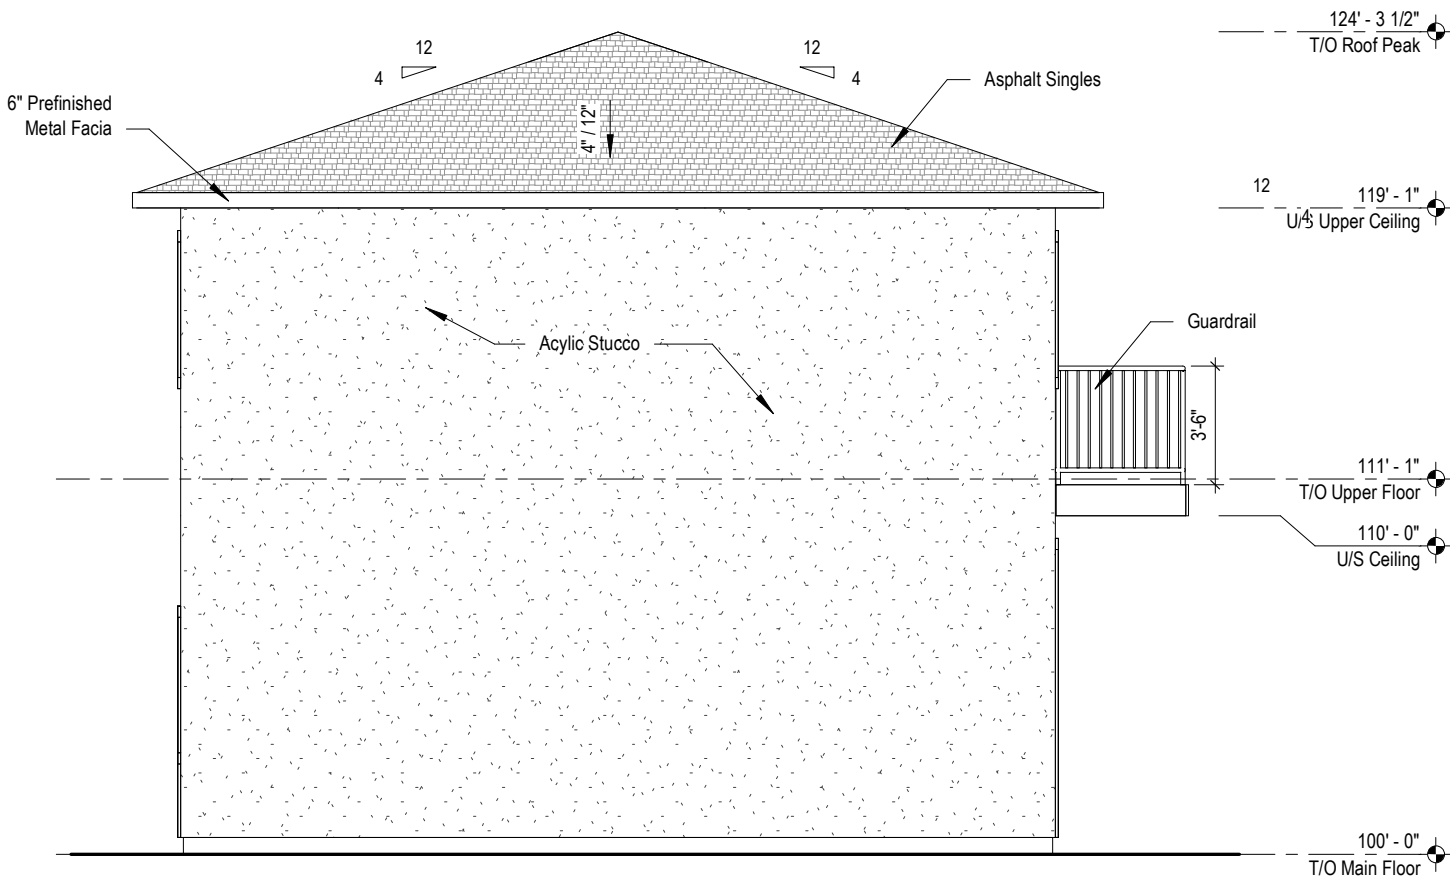 124' - 3 1/2"
T/O Roof Peak
12
4
12
4
Asphalt Singles
6" Prefinished
Metal Facia
4" / 12"
12
4
119' - 1"
U/S Upper Ceiling
Guardrail
Acylic Stucco
3'-6"
111' - 1"
T/O Upper Floor
110' - 0"
U/S Ceiling
100' - 0"
T/O Main Floor